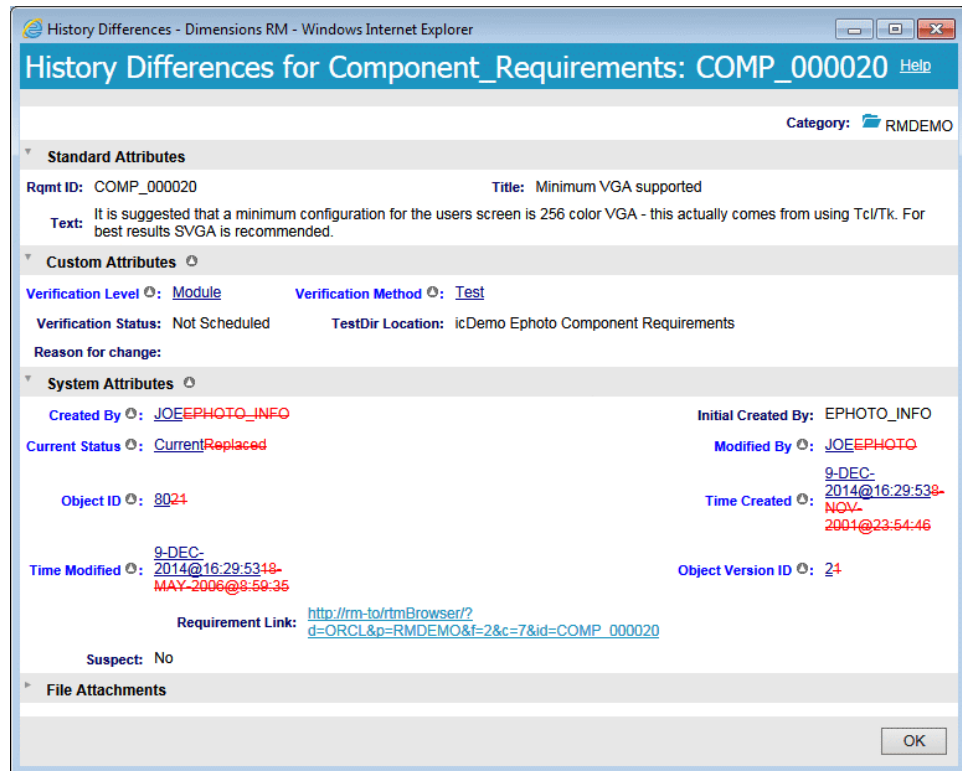 History Differences - Dimensions RM - Windows Internet Explorer
History Differences for Component_Requirements: COMP_000020 Help
Category: RMDEMO
Standard Attributes
Rqmt ID: COMP_000020 Title: Minimum VGA supported
Text: It is suggested that a minimum configuration for the users screen is 256 color VGA - this actually comes from using Tcl/Tk. For
best results SVGA is recommended.
Custom Attributes
Verification Level : Module Verification Method : Test
Verification Status: Not Scheduled TestDir Location: icDemo Ephoto Component Requirements
Reason for change:
System Attributes
Created By : JOEEPHOTO_INFO Initial Created By: EPHOTO_INFO
Current Status : CurrentReplaced Modified By : JOEEPHOTO
Object ID : 8021 Time Created : 9-DEC-
2014@16:29:538-
NOV-
2001@23:54:46
Time Modified : 9-DEC-
2014@16:29:5318-
MAY-2006@8:59:35
Object Version ID : 21
Requirement Link: http://rm-to/rtmBrowser/?
d=ORCL&p=RMDEMO&f=2&c=7&id=COMP_000020
Suspect: No
File Attachments
OK